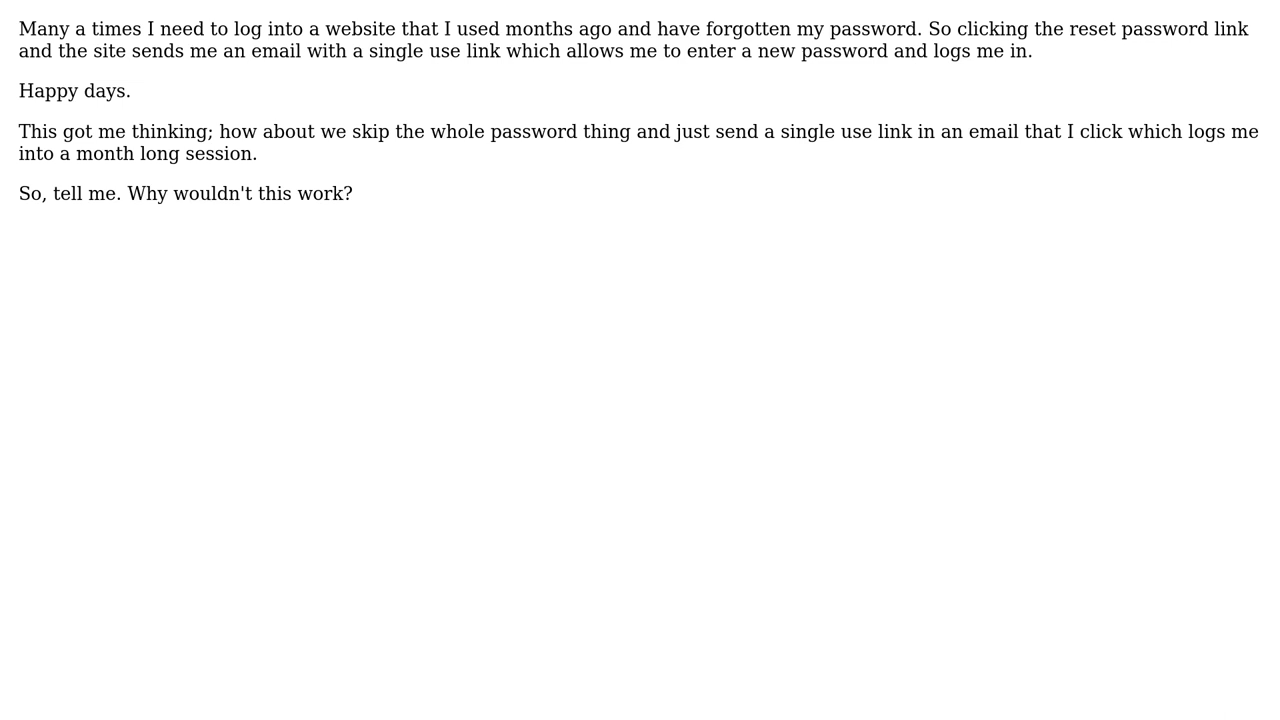 Many a times I need to log into a website that I used months ago and have forgotten my password. So clicking the reset password link
and the site sends me an email with a single use link which allows me to enter a new password and logs me in.
Happy days.
This got me thinking; how about we skip the whole password thing and just send a single use link in an email that I click which logs me
into a month long session.
So, tell me. Why wouldn't this work?